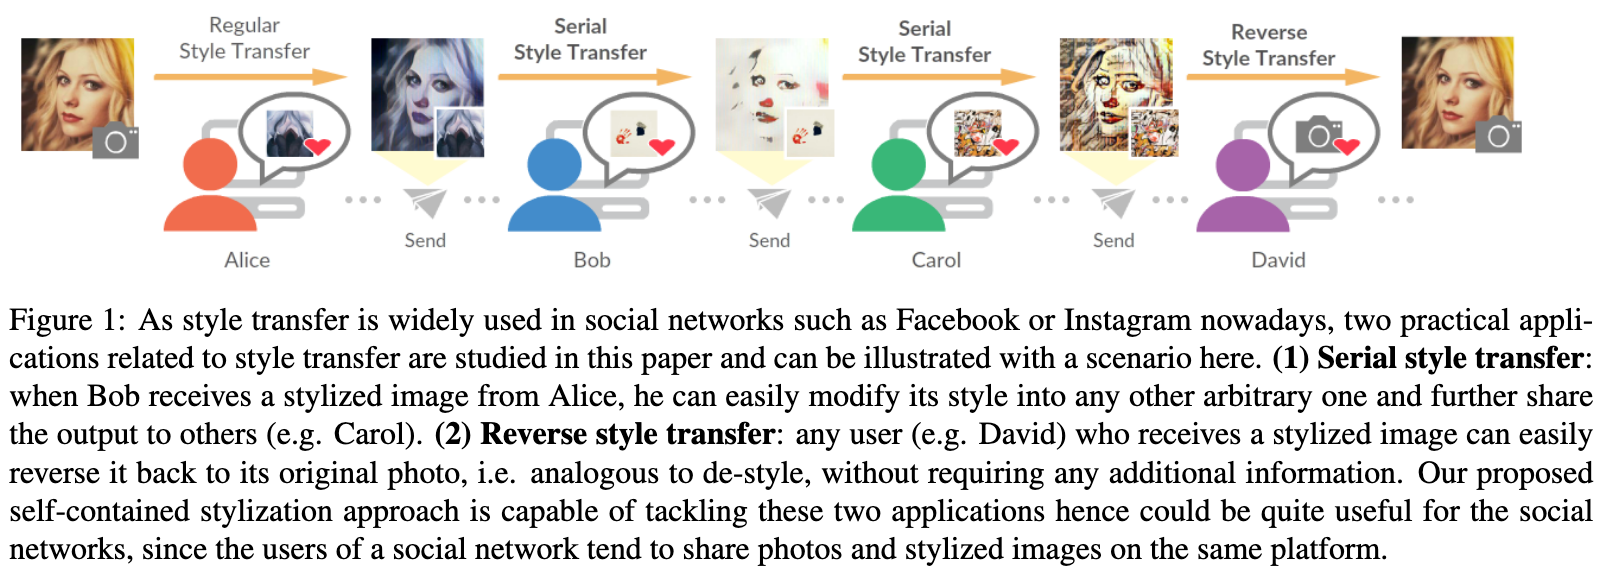 Regular
Style Transfer
Serial
Style Transfer
Serial
Style Transfer
Reverse
Style Transfer
Send
Send
Send
Alice
Bob
Carol
David
Figure 1: As style transfer is widely used in social networks such as Facebook or Instagram nowadays, two practical appli-
cations related to style transfer are studied in this paper and can be illustrated with a scenario here. (1) Serial style transfer:
when Bob receives a stylized image from Alice, he can easily modify its style into any other arbitrary one and further share
the output to others (e.g. Carol). (2) Reverse style transfer: any user (e.g. David) who receives a stylized image can easily
reverse it back to its original photo, i.e. analogous to de-style, without requiring any additional information. Our proposed
self-contained stylization approach is capable of tackling these two applications hence could be quite useful for the social
networks, since the users of a social network tend to share photos and stylized images on the same platform.